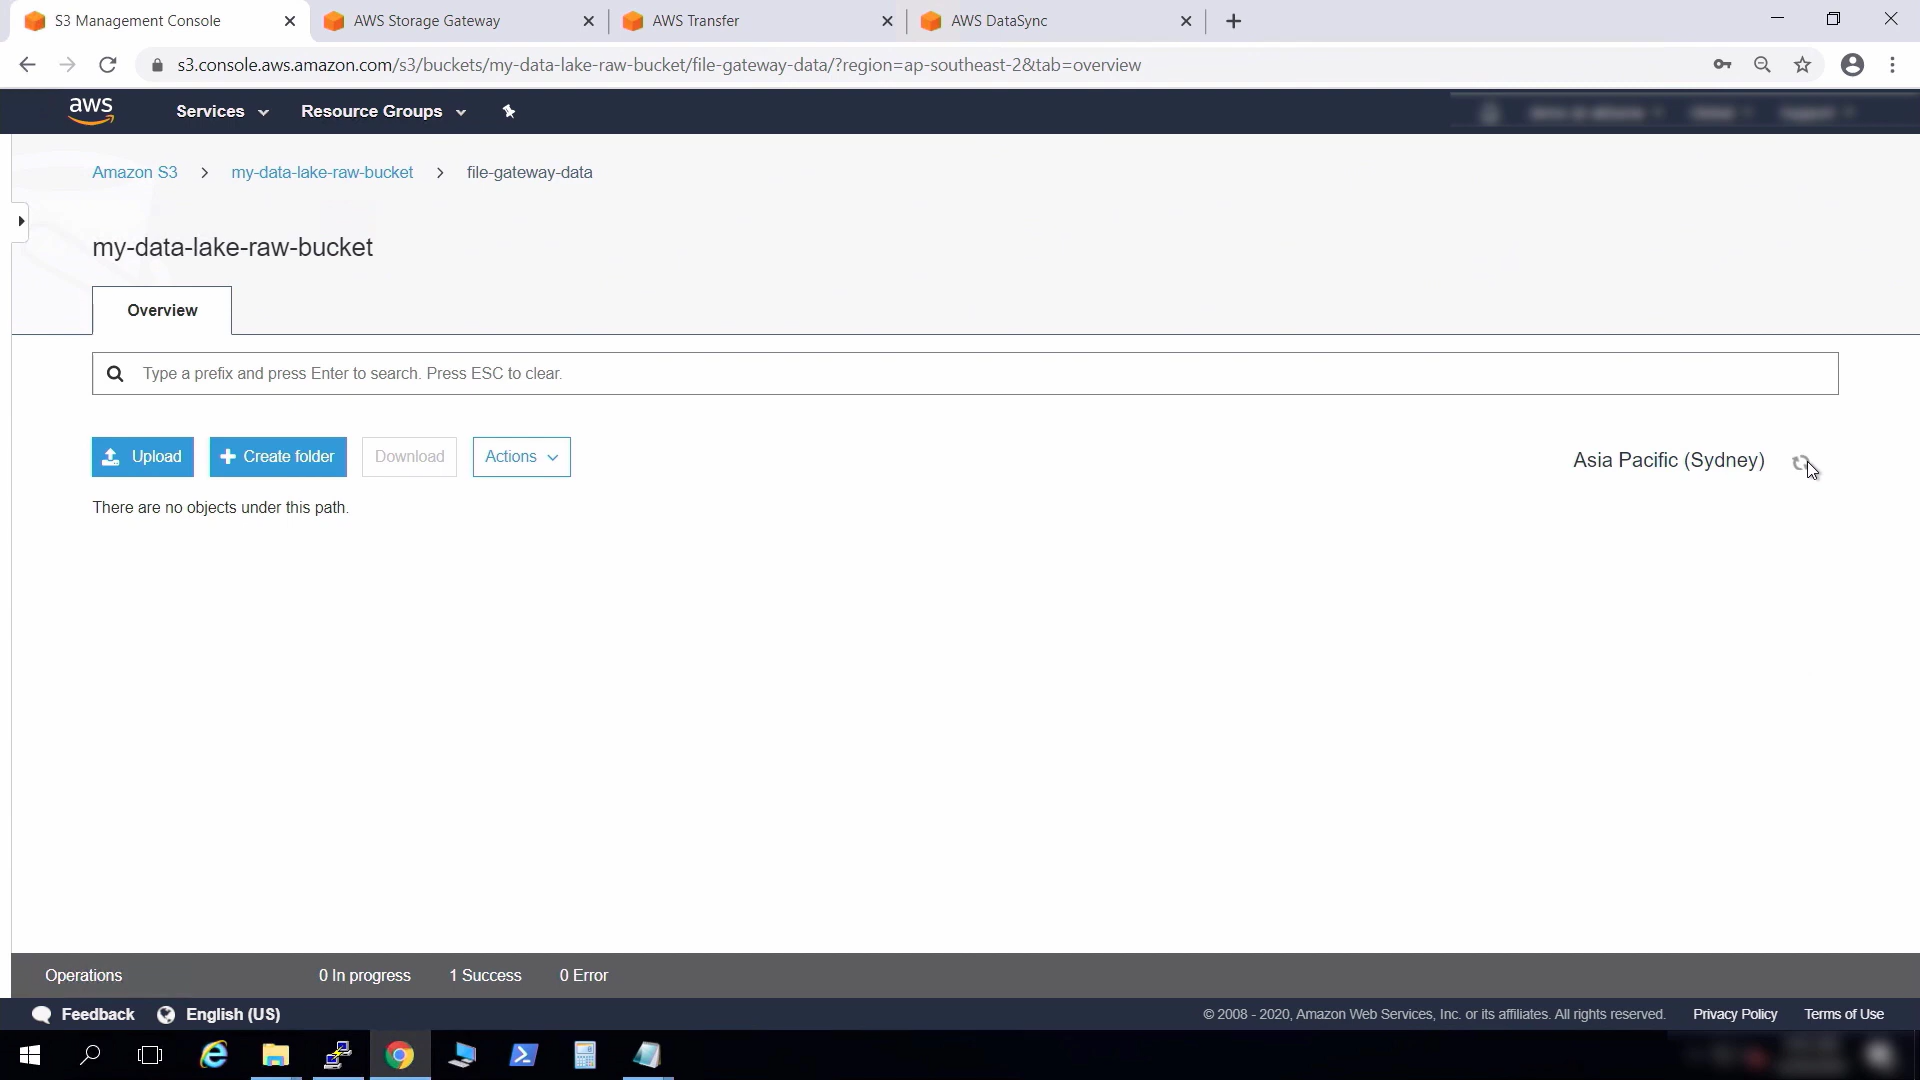 S3 Management Console
AWS Storage Gateway
AWS Transfer
AWS DataSync
s3.console.aws.amazon.com/s3/buckets/my-data-lake-raw-bucket/file-gateway-data/?region=ap-southeast-2&tab=overview
aws Services Resource Groups
Amazon S3 > my-data-lake-raw-bucket > file-gateway-data
my-data-lake-raw-bucket
Overview
Type a prefix and press Enter to search. Press ESC to clear.
Upload + Create folder Download Actions
Asia Pacific (Sydney)
There are no objects under this path.
Operations 0 In progress 1 Success 0 Error
Feedback English (US) © 2008 - 2020, Amazon Web Services, Inc. or its affiliates. All rights reserved. Privacy Policy Terms of Use